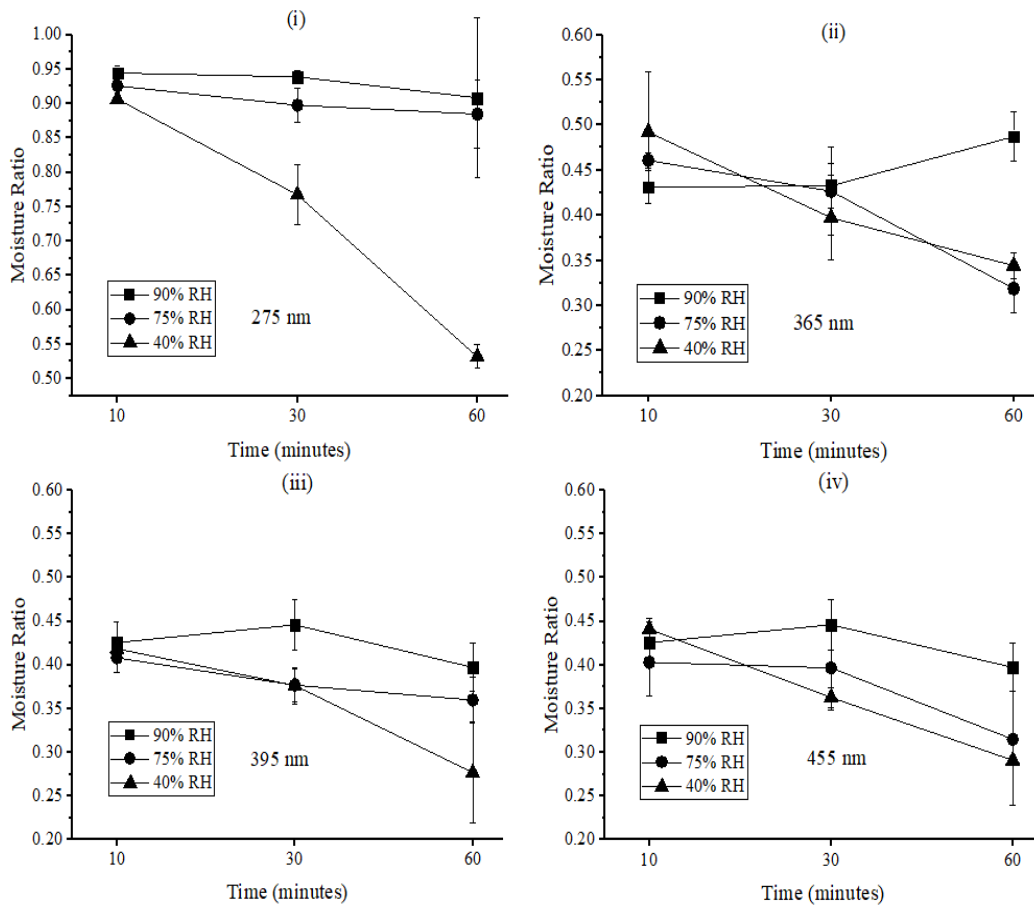 (i)
1.00
0.95
0.90
0.85
0.80
0.75
0.70
0.65
0.60
0.55
0.50
Moisture Ratio
90% RH
75% RH
40% RH
275 nm
10
30
60
Time (minutes)
(ii)
0.60
0.55
0.50
0.45
0.40
0.35
0.30
0.25
0.20
Moisture Ratio
90% RH
75% RH
40% RH
365 nm
10
30
60
Time (minutes)
(iii)
0.60
0.55
0.50
0.45
0.40
0.35
0.30
0.25
0.20
Moisture Ratio
90% RH
75% RH
40% RH
395 nm
10
30
60
Time (minutes)
(iv)
0.60
0.55
0.50
0.45
0.40
0.35
0.30
0.25
0.20
Moisture Ratio
90% RH
75% RH
40% RH
455 nm
10
30
60
Time (minutes)